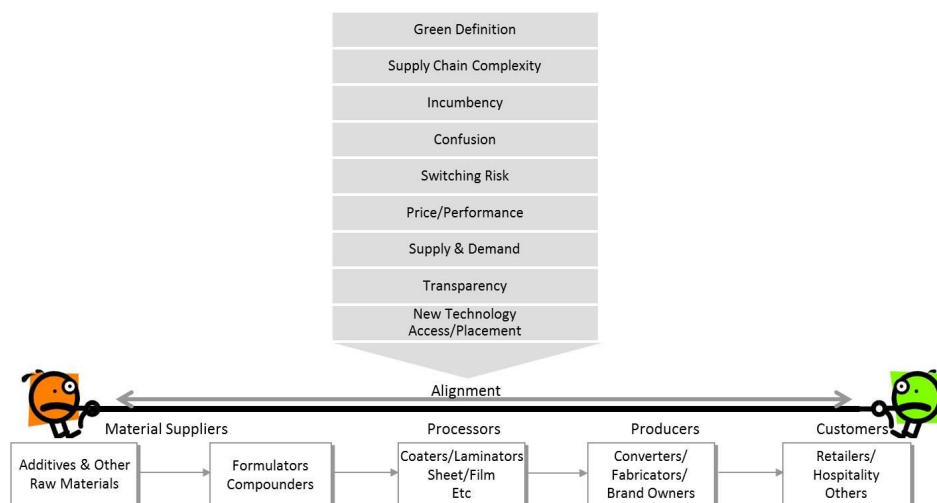 Green Definition
Supply Chain Complexity
Incumbency
Confusion
Switching Risk
Price/Performance
Supply & Demand
Transparency
New Technology
Access/Placement
Alignment
Material Suppliers
Processors
Producers
Customers
Additives & Other
Raw Materials
Formulators
Compounders
Coaters/Laminators
Sheet/Film
Etc
Converters/
Fabricators/
Brand Owners
Retailers/
Hospitality
Others